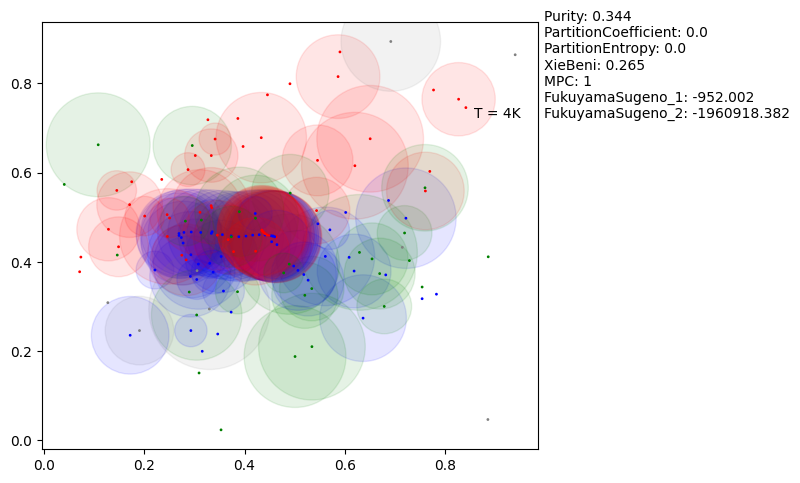 Purity: 0.344
PartitionCoefficient: 0.0
PartitionEntropy: 0.0
XieBeni: 0.265
MPC: 1
FukuyamaSugeno_1: -952.002
FukuyamaSugeno_2: -1960918.382
T = 4K
0.8
0.6
0.4
0.2
0.0
0.0 0.2 0.4 0.6 0.8